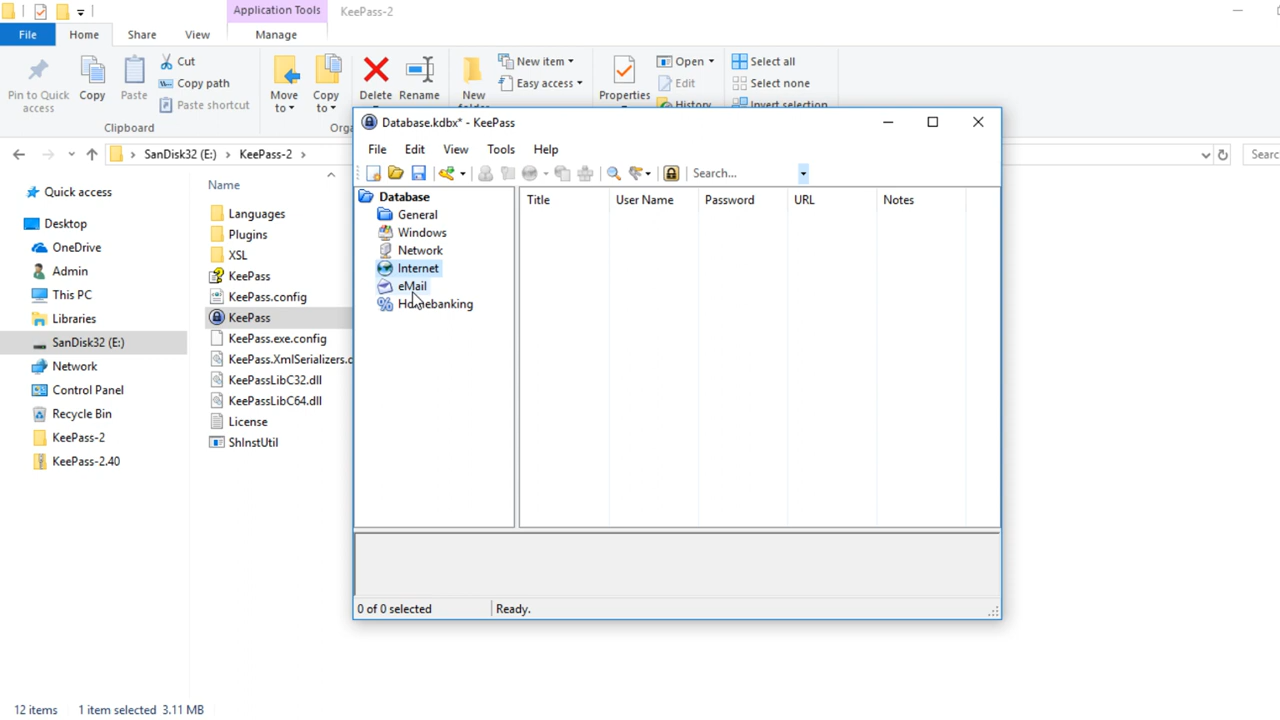 Application Tools
KeePass-2
File
Home
Share
View
Manage
Pin to Quick access
Copy
Paste
Cut
Copy path
Paste shortcut
Clipboard
Move to
Copy to
Delete
Rename
New
New item
Easy access
Properties
Open
Edit
History
Select all
Select none
Invert selection
SanDisk32 (E:)
KeePass-2
Quick access
Desktop
OneDrive
Admin
This PC
Libraries
SanDisk32 (E:)
Network
Control Panel
Recycle Bin
KeePass-2
KeePass-2.40
Name
Languages
Plugins
XSL
KeePass
KeePass.config
KeePass
KeePass.exe.config
KeePass.XmlSerializers.
KeePassLibC32.dll
KeePassLibC64.dll
License
ShInstUtil
Database.kdbx* - KeePass
File Edit View Tools Help
Search...
Database
General
Windows
Network
Internet
eMail
Homebanking
Title User Name Password URL Notes
0 of 0 selected Ready.
12 items 1 item selected 3.11 MB